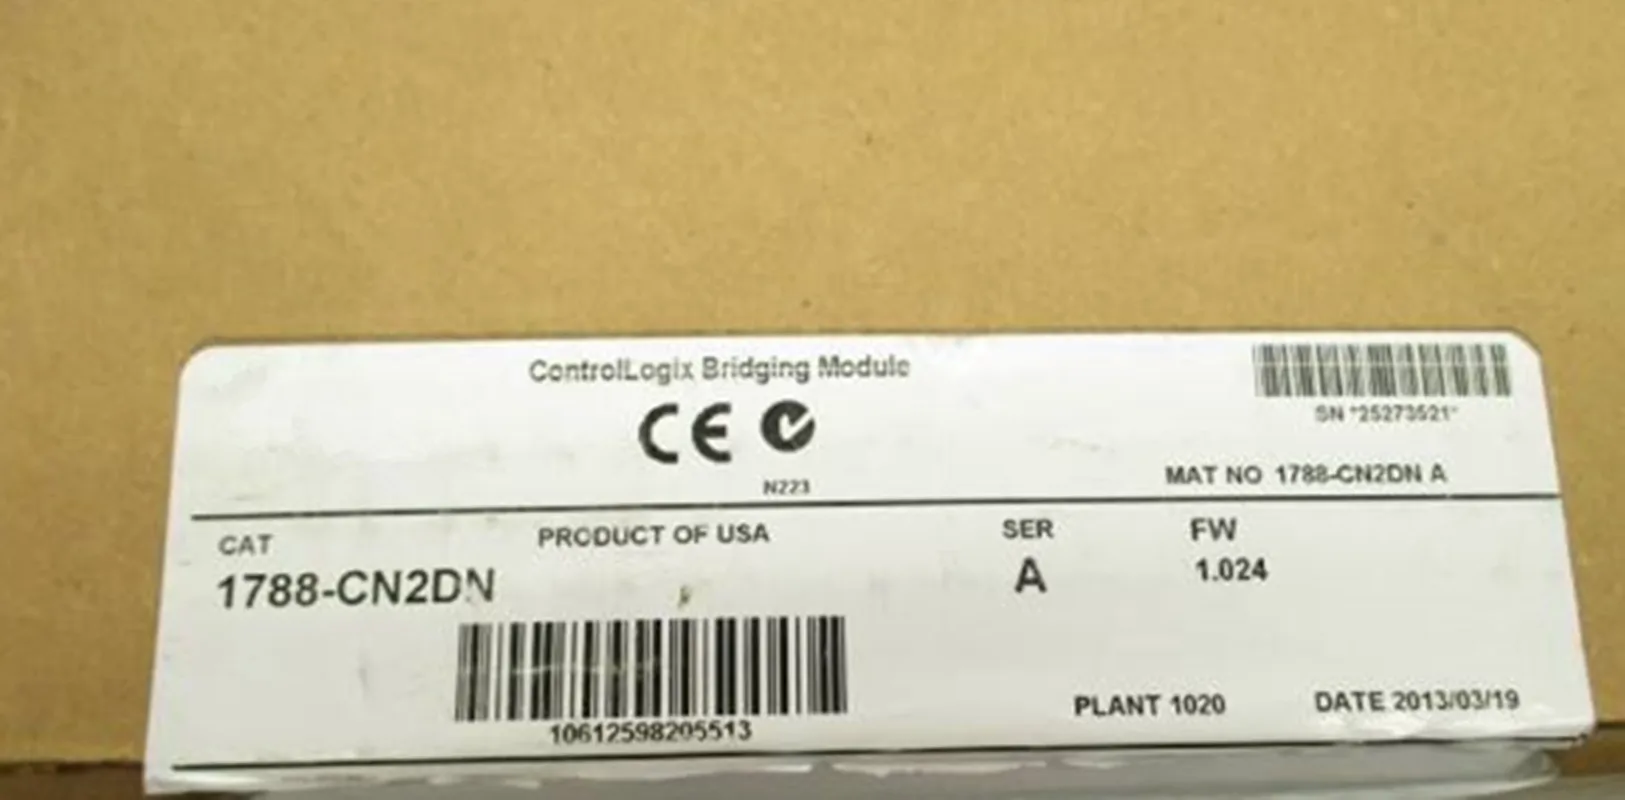 ControlLogix Bridging Module
CE
N223
SN *25273521*
MAT NO 1788-CN2DN A
CAT PRODUCT OF USA SER FW
1788-CN2DN A 1.024
10612598205513
PLANT 1020 DATE 2013/03/19